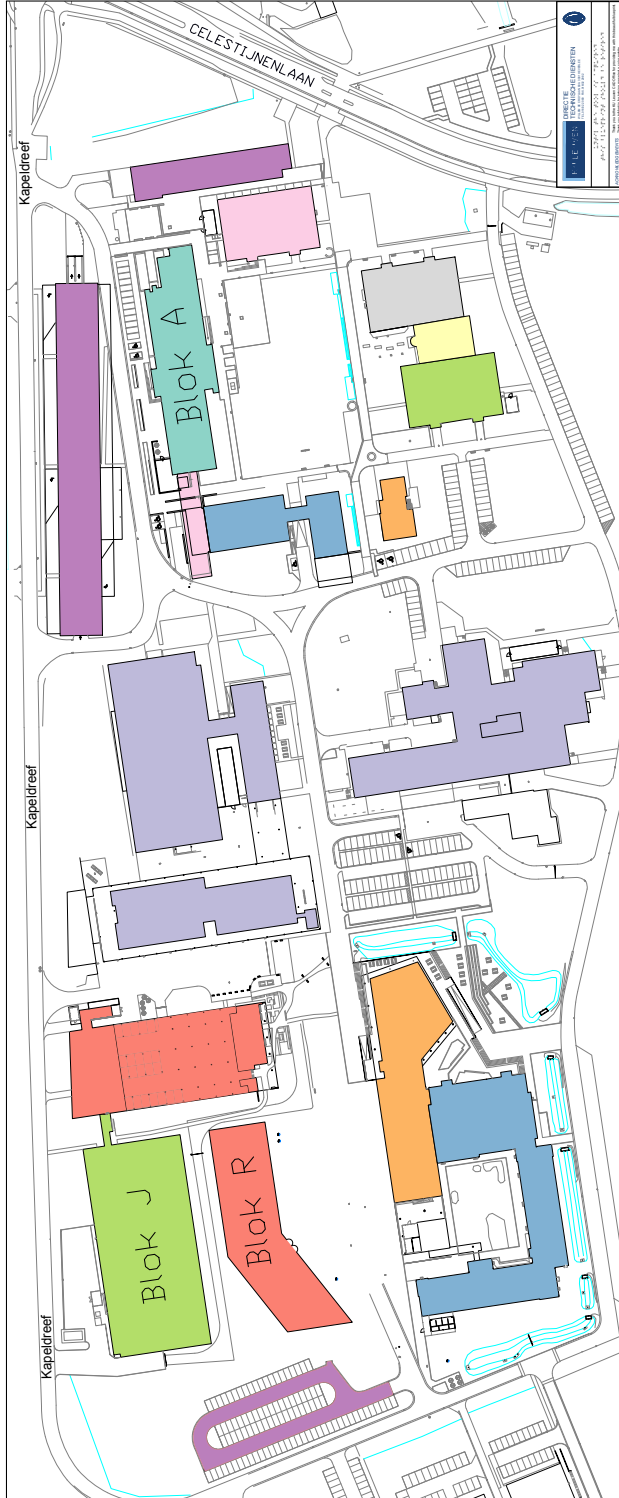 CELESTIJNENLAAN
DIRECTIE
TECHNISCHE DIENSTEN
Kapeldreef
Blok A
Kapeldreef
Blok R
Blok J
Kapeldreef